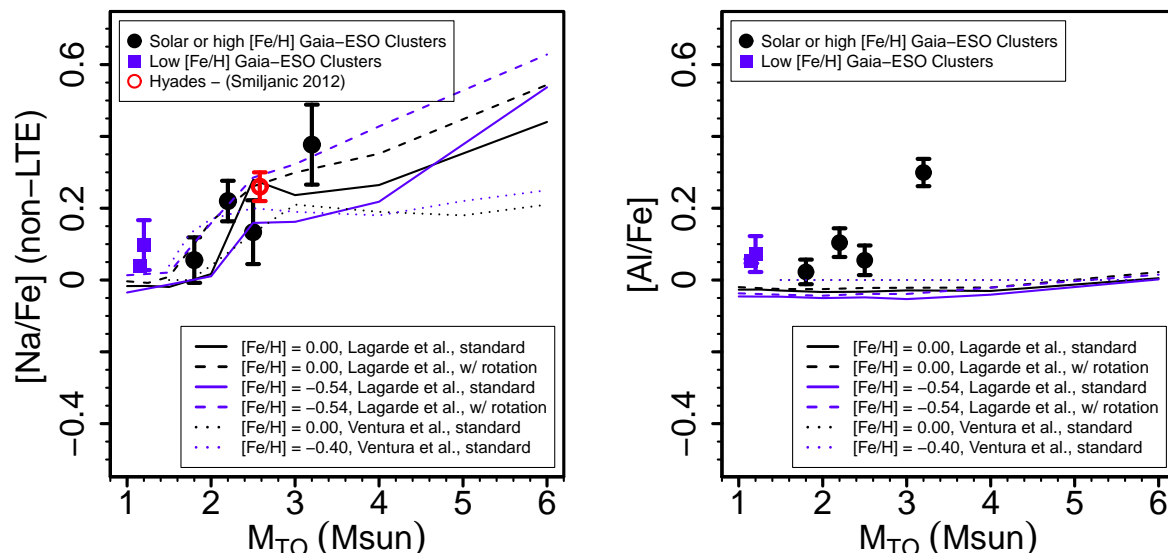 [Na/Fe] (non−LTE)
0.6
0.2
0
−0.4
Solar or high [Fe/H] Gaia−ESO Clusters
Low [Fe/H] Gaia−ESO Clusters
Hyades − (Smiljanic 2012)
[Fe/H] = 0.00, Lagarde et al., standard
[Fe/H] = 0.00, Lagarde et al., w/ rotation
[Fe/H] = −0.54, Lagarde et al., standard
[Fe/H] = −0.54, Lagarde et al., w/ rotation
[Fe/H] = 0.00, Ventura et al., standard
[Fe/H] = −0.40, Ventura et al., standard
1 2 3 4 5 6
M_TO (Msun)
[Al/Fe]
0.6
0.2
0
−0.4
Solar or high [Fe/H] Gaia−ESO Clusters
Low [Fe/H] Gaia−ESO Clusters
[Fe/H] = 0.00, Lagarde et al., standard
[Fe/H] = 0.00, Lagarde et al., w/ rotation
[Fe/H] = −0.54, Lagarde et al., standard
[Fe/H] = −0.54, Lagarde et al., w/ rotation
[Fe/H] = 0.00, Ventura et al., standard
[Fe/H] = −0.40, Ventura et al., standard
1 2 3 4 5 6
M_TO (Msun)